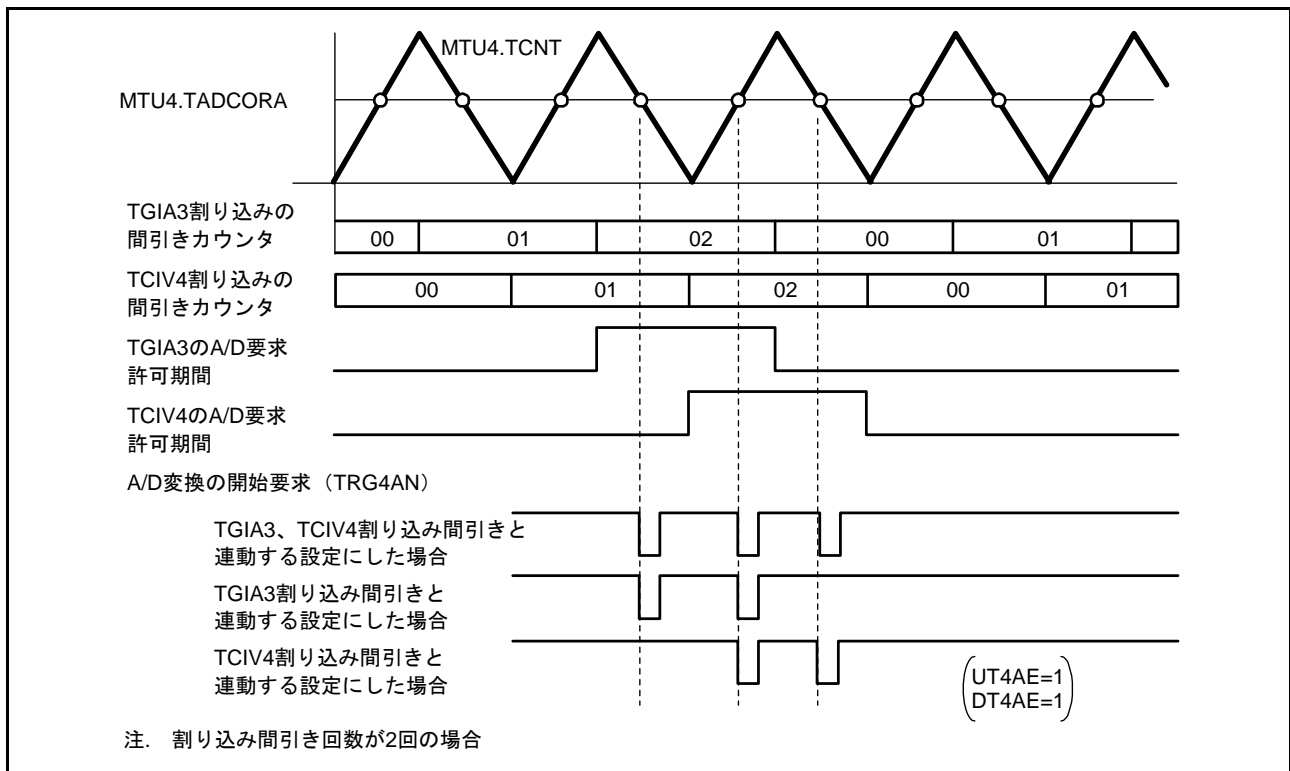 MTU4.TCNT
MTU4.TADCORA
TGIA3割り込みの
間引きカウンタ
00 01 02 00 01
TCIV4割り込みの
間引きカウンタ
00 01 02 00 01
TGIA3のA/D要求
許可期間
TCIV4のA/D要求
許可期間
A/D変換の開始要求（TRG4AN）
TGIA3、TCIV4割り込み間引きと
連動する設定にした場合
TGIA3割り込み間引きと
連動する設定にした場合
TCIV4割り込み間引きと
連動する設定にした場合
UT4AE=1
DT4AE=1
注. 割り込み間引き回数が2回の場合